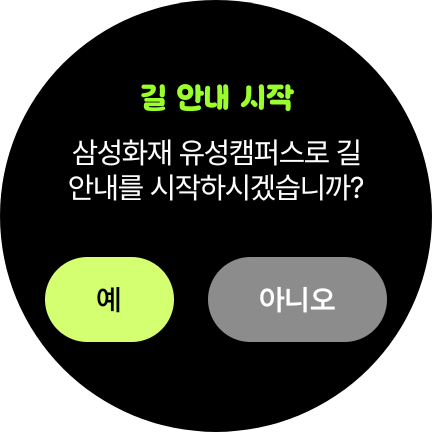 길 안내 시작
삼성화재 유성캠퍼스로 길
안내를 시작하시겠습니까?
예
아니오